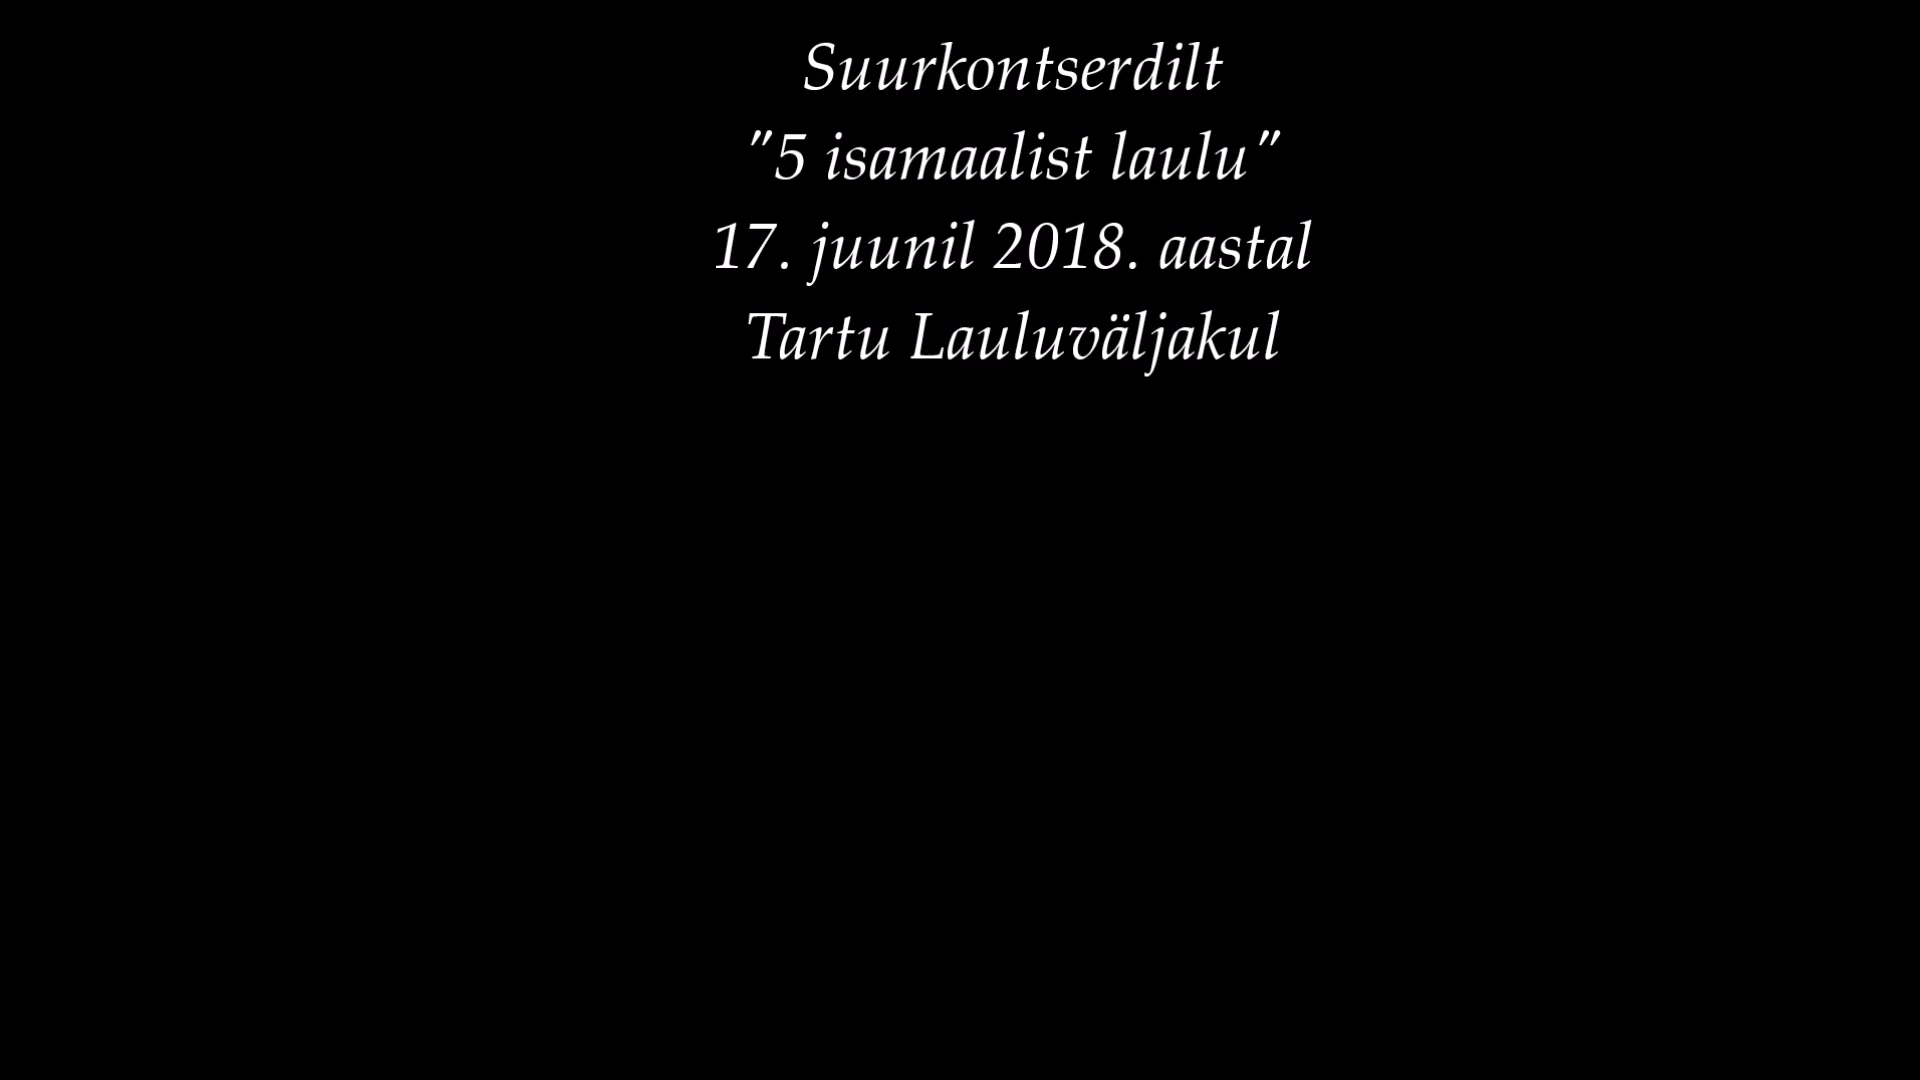 Suurkontserdilt
"5 isamaalist laulu"
17. juunil 2018. aastal
Tartu Lauluväljakul